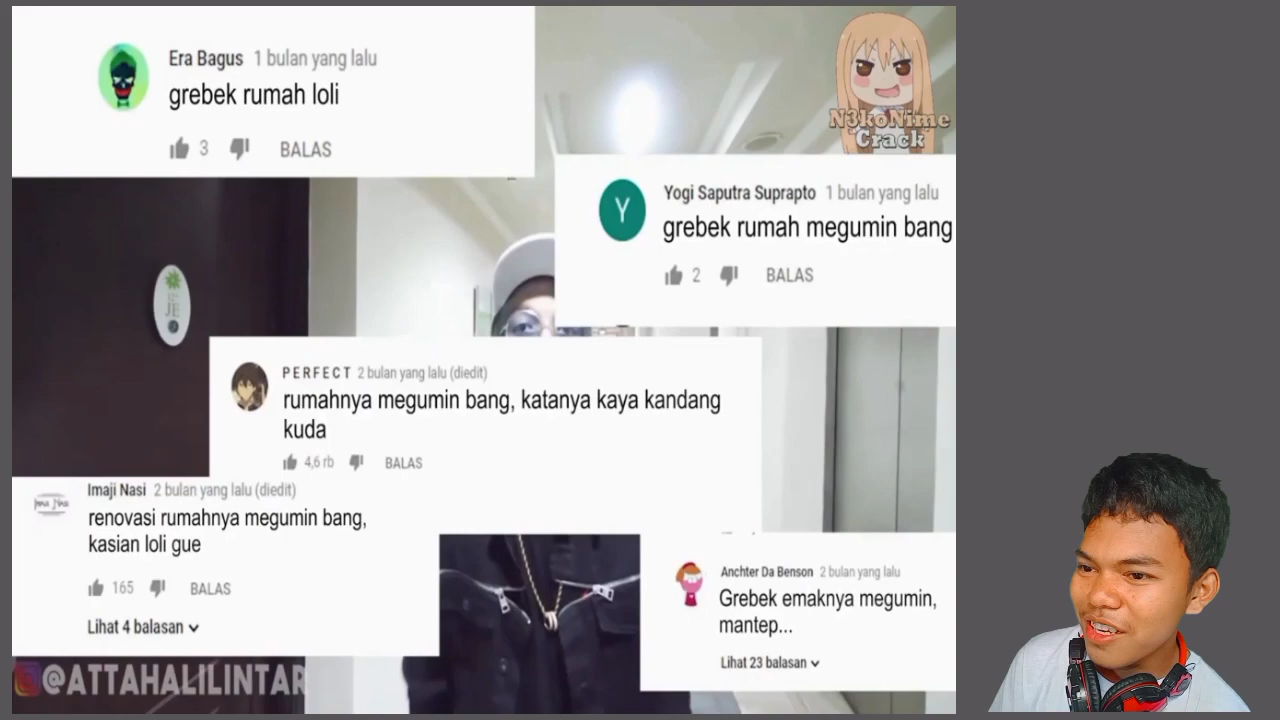 Era Bagus 1 bulan yang lalu
grebek rumah loli
3 BALAS
N3koNime
Crack
Yogi Saputra Suprapto 1 bulan yang lalu
Y
grebek rumah megumin bang
2 BALAS
PERFECT 2 bulan yang lalu (diedit)
rumahnya megumin bang, katanya kaya kandang
kuda
4,6 rb BALAS
Imaji Nasi 2 bulan yang lalu (diedit)
renovasi rumahnya megumin bang,
kasian loli gue
165 BALAS
Lihat 4 balasan
Anchter Da Benson 2 bulan yang lalu
Grebek emaknya megumin,
mantep...
Lihat 23 balasan
@ATTAHALILINTAR